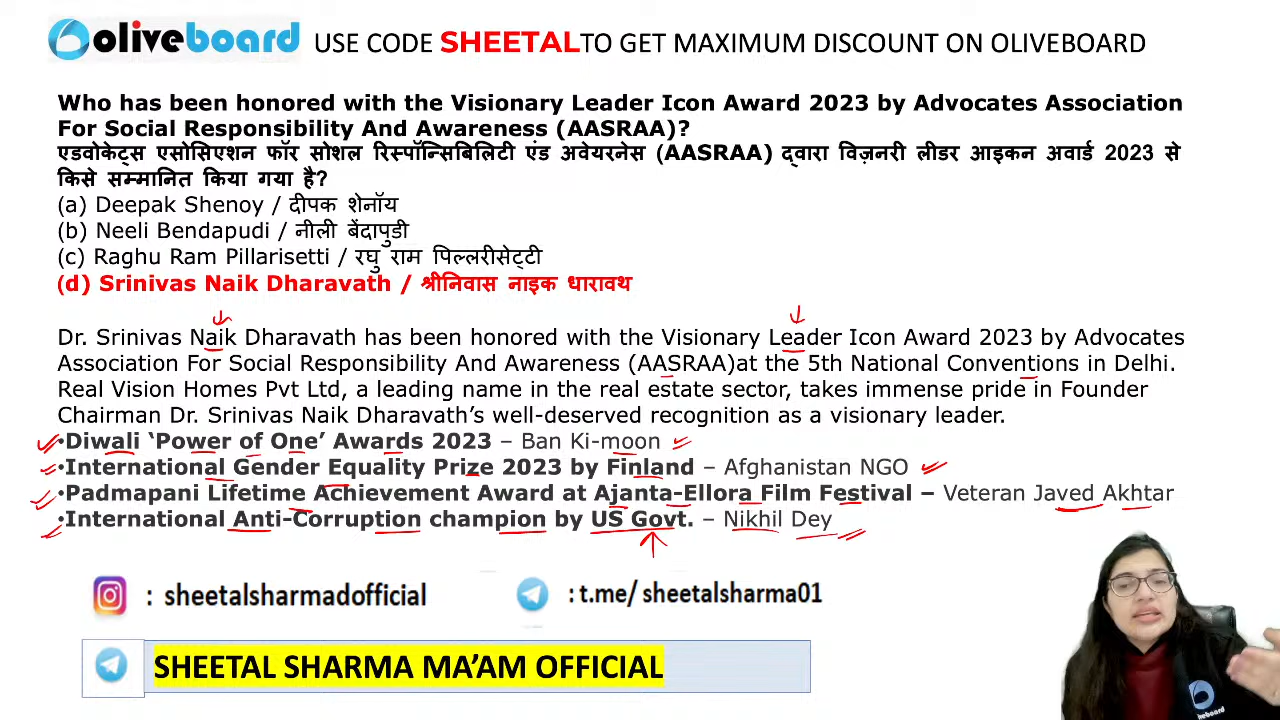 oliveboard USE CODE SHEETAL TO GET MAXIMUM DISCOUNT ON OLIVEBOARD
Who has been honored with the Visionary Leader Icon Award 2023 by Advocates Association
For Social Responsibility And Awareness (AASRAA)?
एडवोकेट्स एसोसिएशन फॉर सोशल रिस्पॉन्सिबिलिटी एंड अवेयरनेस (AASRAA) द्वारा विज़नरी लीडर आइकन अवार्ड 2023 से
किसे सम्मानित किया गया है?
(a) Deepak Shenoy / दीपक शेनॉय
(b) Neeli Bendapudi / नीली बेंदापुडी
(c) Raghu Ram Pillarisetti / रघु राम पिल्लरीसेट्टी
(d) Srinivas Naik Dharavath / श्रीनिवास नाइक धारावथ
Dr. Srinivas Naik Dharavath has been honored with the Visionary Leader Icon Award 2023 by Advocates
Association For Social Responsibility And Awareness (AASRAA)at the 5th National Conventions in Delhi.
Real Vision Homes Pvt Ltd, a leading name in the real estate sector, takes immense pride in Founder
Chairman Dr. Srinivas Naik Dharavath’s well-deserved recognition as a visionary leader.
•Diwali ‘Power of One’ Awards 2023 – Ban Ki-moon
•International Gender Equality Prize 2023 by Finland – Afghanistan NGO
•Padmapani Lifetime Achievement Award at Ajanta-Ellora Film Festival – Veteran Javed Akhtar
•International Anti-Corruption champion by US Govt. – Nikhil Dey
: sheetalsharmadofficial
: t.me/ sheetalsharma01
SHEETAL SHARMA MA’AM OFFICIAL